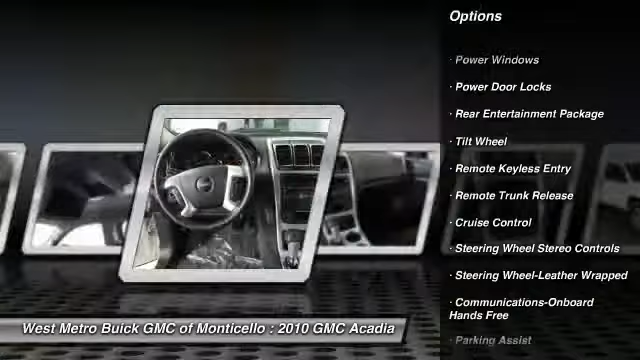 Options
· Power Windows
· Power Door Locks
· Rear Entertainment Package
· Tilt Wheel
· Remote Keyless Entry
· Remote Trunk Release
· Cruise Control
· Steering Wheel Stereo Controls
· Steering Wheel-Leather Wrapped
· Communications-Onboard
Hands Free
· Parking Assist
West Metro Buick GMC of Monticello : 2010 GMC Acadia